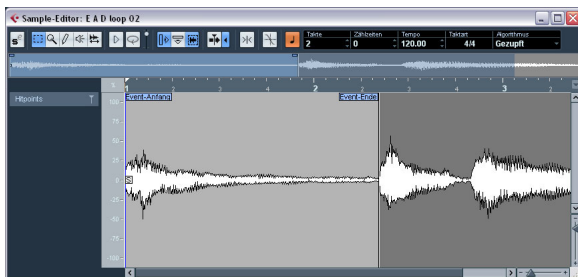 Sample-Editor: E A D loop 02
Takte Zählzeiten Tempo Taktart Algorithmus
2 0 120.00 4/4 Gezupft
Hitpoints
1 2 3 4 2 2 3 4 3 2
Event-Anfang Event-Ende
100
75
50
25
0
-25
-50
-75
-100
S